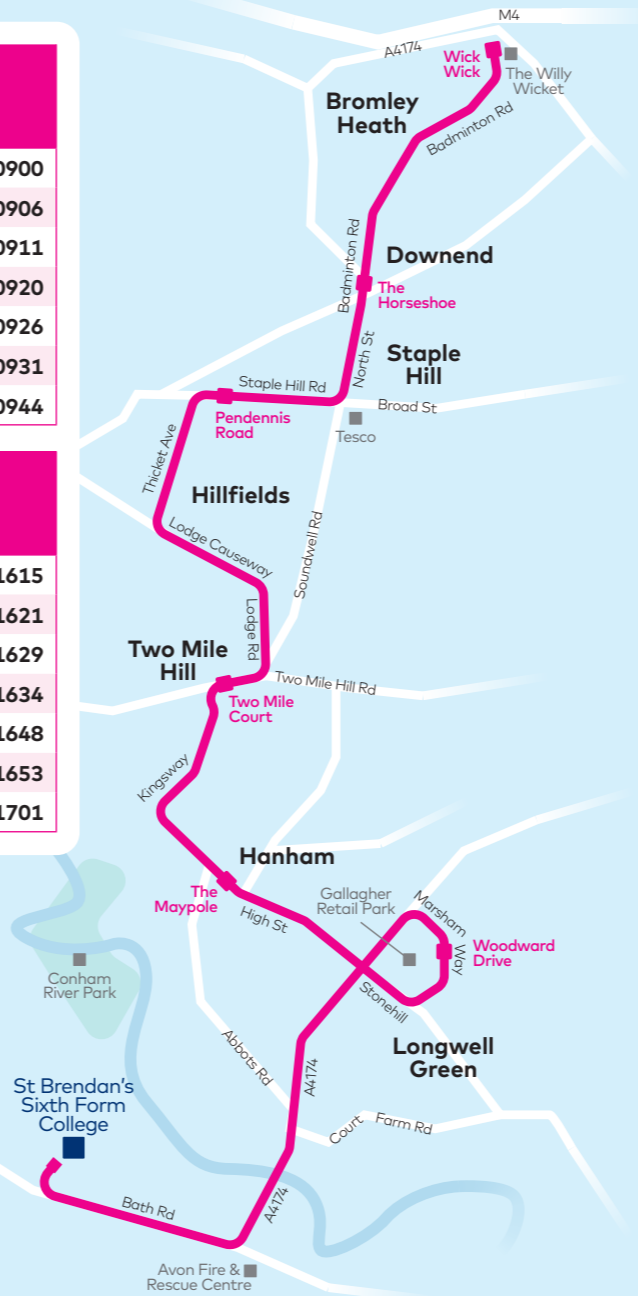 M4
A4174
Wick
Wick
The Willy
Wicket
Bromley
Heath
Badminton Rd
0900
0906
0911
0920
0926
0931
0944
Badminton Rd
Downend
The
Horseshoe
North St
Staple
Hill
Staple Hill Rd
Broad St
Pendennis
Road
Tesco
Thicket Ave
Hillfields
Lodge Causeway
Soundwell Rd
1615
1621
1629
1634
1648
1653
1701
Lodge Rd
Two Mile
Hill
Two Mile Hill Rd
Two Mile
Court
Kingsway
Hanham
The
Maypole
High St
Gallagher
Retail Park
Marsham
Way
Woodward
Drive
Conham
River Park
Stonehill
Longwell
Green
Abbots Rd
A4174
St Brendan's
Sixth Form
College
Court Farm Rd
Bath Rd
A4174
Avon Fire &
Rescue Centre